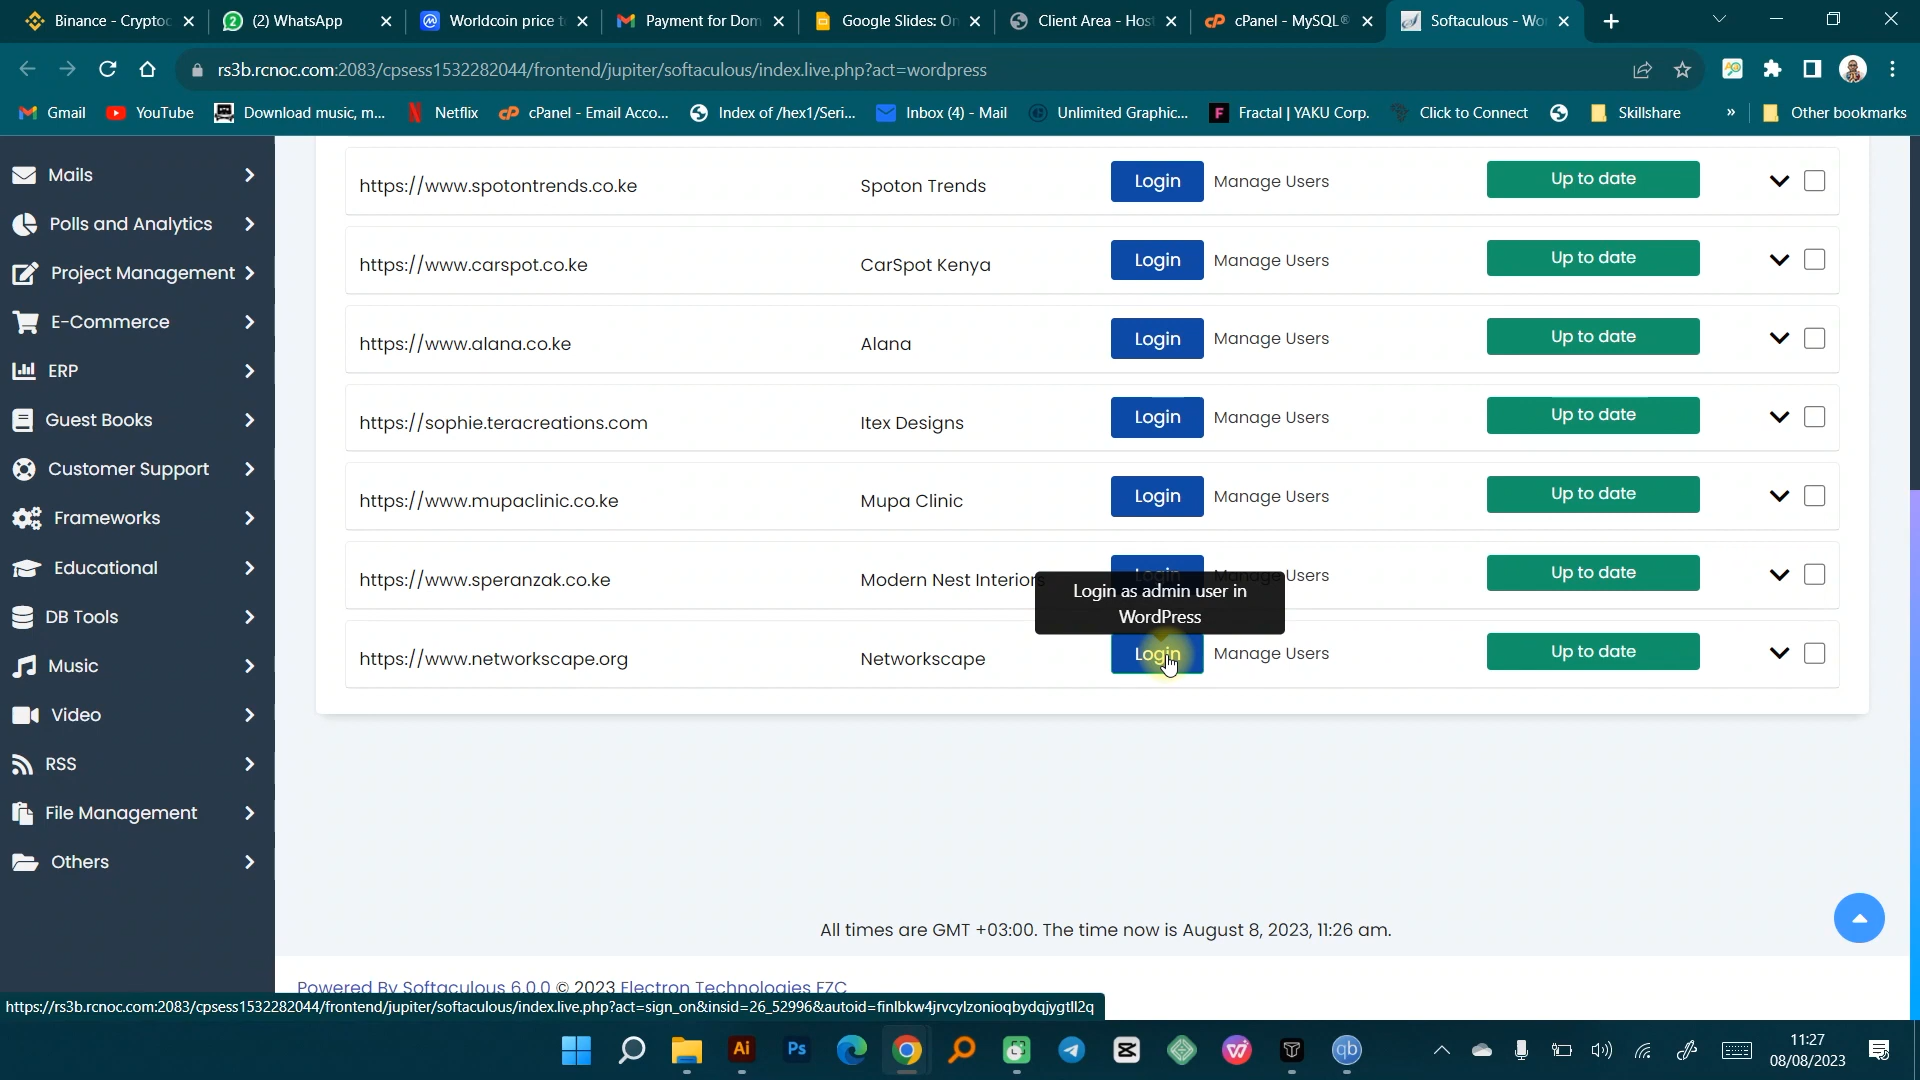 Binance - Cryptoc
(2) WhatsApp
Worldcoin price t
Payment for Dom
Google Slides: On
Client Area - Host
cPanel - MySQL®
Softaculous - Wo
rs3b.rcnoc.com:2083/cpsess1532282044/frontend/jupiter/softaculous/index.live.php?act=wordpress
Gmail
YouTube
Download music, m...
Netflix
cPanel - Email Acco...
Index of /hex1/Seri...
Inbox (4) - Mail
Unlimited Graphic...
Fractal | YAKU Corp.
Click to Connect
Skillshare
»
Other bookmarks
Mails
Polls and Analytics
Project Management
E-Commerce
ERP
Guest Books
Customer Support
Frameworks
Educational
DB Tools
Music
Video
RSS
File Management
Others
https://www.spotontrends.co.ke Spoton Trends Login Manage Users Up to date
https://www.carspot.co.ke CarSpot Kenya Login Manage Users Up to date
https://www.alana.co.ke Alana Login Manage Users Up to date
https://sophie.teracreations.com Itex Designs Login Manage Users Up to date
https://www.mupaclinic.co.ke Mupa Clinic Login Manage Users Up to date
https://www.speranzak.co.ke Modern Nest Interiors Login Users Up to date
Login as admin user in
WordPress
https://www.networkscape.org Networkscape Login Manage Users Up to date
All times are GMT +03:00. The time now is August 8, 2023, 11:26 am.
Powered By Softaculous 6.0.0 © 2023 Electron Technologies FZC
https://rs3b.rcnoc.com:2083/cpsess1532282044/frontend/jupiter/softaculous/index.live.php?act=sign_on&insid=26_52996&autoid=finlbkw4jrvcylzonioqbydqjygtll2q
Ai
Ps
qb
11:27
08/08/2023